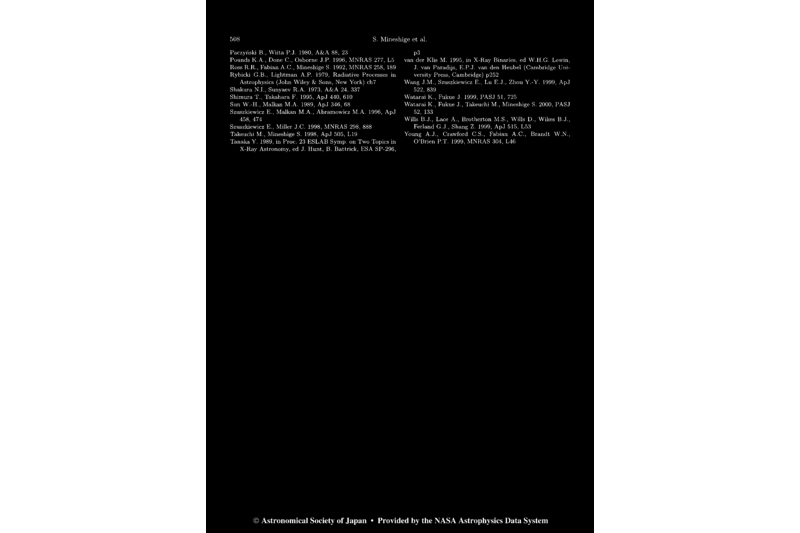 508
S. Mineshige et al.
Paczyński B., Wiita P.J. 1980, A&A 88, 23
Pounds K.A., Done C., Osborne J.P. 1996, MNRAS 277, L5
Ross R.R., Fabian A.C., Mineshige S. 1992, MNRAS 258, 189
Rybicki G.B., Lightman A.P. 1979, Radiative Processes in
Astrophysics (John Wiley & Sons, New York) ch7
Shakura N.I., Sunyaev R.A. 1973, A&A 24, 337
Shimura T., Takahara F. 1995, ApJ 440, 610
Sun W.-H., Malkan M.A. 1989, ApJ 346, 68
Szuszkiewicz E., Malkan M.A., Abramowicz M.A. 1996, ApJ
458, 474
Szuszkiewicz E., Miller J.C. 1998, MNRAS 298, 888
Takeuchi M., Mineshige S. 1998, ApJ 505, L19
Tanaka Y. 1989, in Proc. 23 ESLAB Symp. on Two Topics in
X-Ray Astronomy, ed J. Hunt, B. Battrick, ESA SP-296,
p3
van der Klis M. 1995, in X-Ray Binaries, ed W.H.G. Lewin,
J. van Paradijs, E.P.J. van den Heubel (Cambridge Uni-
versity Press, Cambridge) p252
Wang J.M., Szuszkiewicz E., Lu F.J., Zhou Y.-Y. 1999, ApJ
522, 839
Watarai K., Fukue J. 1999, PASJ 51, 725
Watarai K., Fukue J., Takeuchi M., Mineshige S. 2000, PASJ
52, 133
Wills B.J., Laor A., Brotherton M.S., Wills D., Wilkes B.J.,
Ferland G.J., Shang Z. 1999, ApJ 515, L53
Young A.J., Crawford C.S., Fabian A.C., Brandt W.N.,
O'Brien P.T. 1999, MNRAS 304, L46
© Astronomical Society of Japan • Provided by the NASA Astrophysics Data System